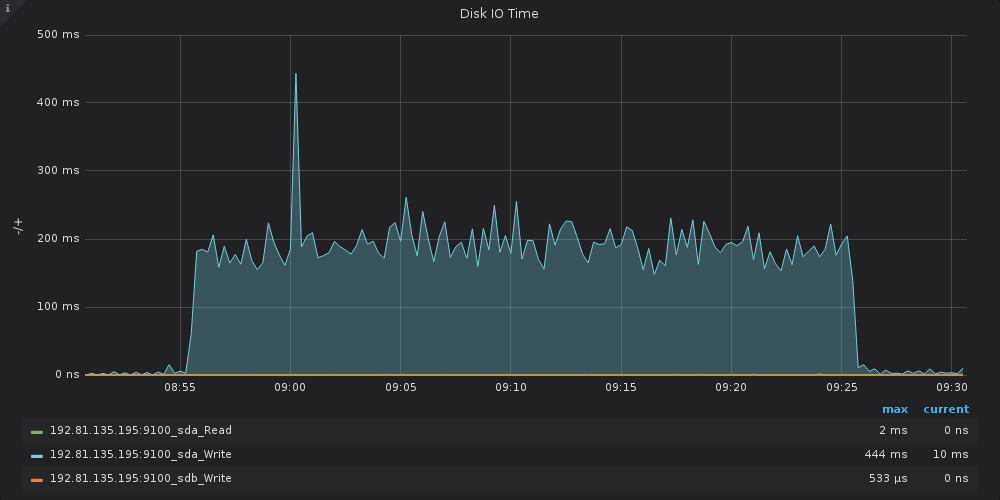 i
Disk IO Time
500 ms
400 ms
300 ms
200 ms
100 ms
0 ns
-/+
08:55 09:00 09:05 09:10 09:15 09:20 09:25 09:30
max current
192.81.135.195:9100_sda_Read 2 ms 0 ns
192.81.135.195:9100_sda_Write 444 ms 10 ms
192.81.135.195:9100_sdb_Write 533 µs 0 ns